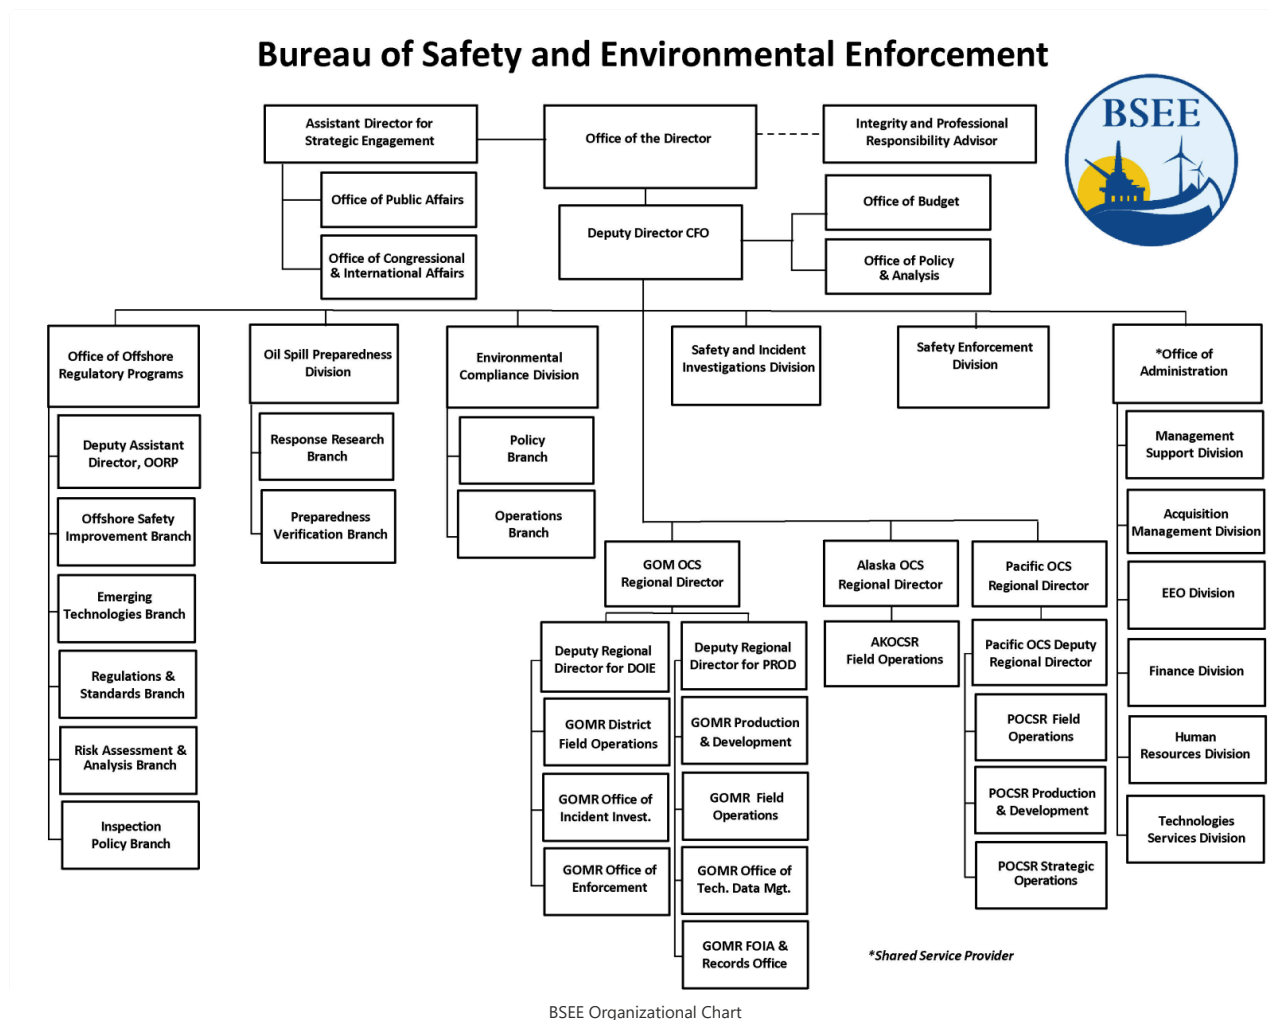 Bureau of Safety and Environmental Enforcement
BSEE
Assistant Director for
Strategic Engagement
Office of the Director
Integrity and Professional
Responsibility Advisor
Office of Public Affairs
Office of Congressional
& International Affairs
Deputy Director CFO
Office of Budget
Office of Policy
& Analysis
Office of Offshore
Regulatory Programs
Oil Spill Preparedness
Division
Environmental
Compliance Division
Safety and Incident
Investigations Division
Safety Enforcement
Division
*Office of
Administration
Deputy Assistant
Director, OORP
Offshore Safety
Improvement Branch
Emerging
Technologies Branch
Regulations &
Standards Branch
Risk Assessment &
Analysis Branch
Inspection
Policy Branch
Response Research
Branch
Preparedness
Verification Branch
Policy
Branch
Operations
Branch
GOM OCS
Regional Director
Alaska OCS
Regional Director
Pacific OCS
Regional Director
Deputy Regional
Director for DOIE
GOMR District
Field Operations
GOMR Office of
Incident Invest.
GOMR Office of
Enforcement
Deputy Regional
Director for PROD
GOMR Production
& Development
GOMR Field
Operations
GOMR Office of
Tech. Data Mgt.
GOMR FOIA &
Records Office
AKOCSR
Field Operations
Pacific OCS Deputy
Regional Director
POCSR Field
Operations
POCSR Production
& Development
POCSR Strategic
Operations
Management
Support Division
Acquisition
Management Division
EEO Division
Finance Division
Human
Resources Division
Technologies
Services Division
*Shared Service Provider
BSEE Organizational Chart